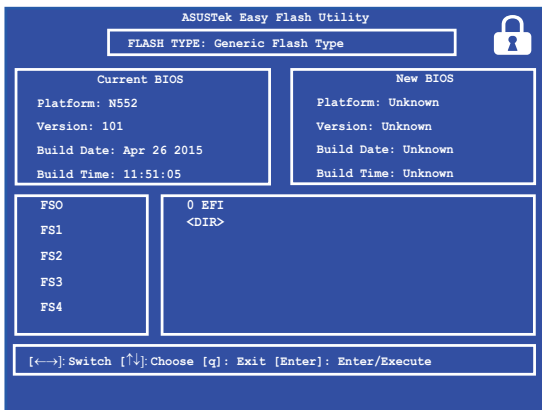 ASUSTek Easy Flash Utility
FLASH TYPE: Generic Flash Type
Current BIOS
Platform: N552
Version: 101
Build Date: Apr 26 2015
Build Time: 11:51:05
New BIOS
Platform: Unknown
Version: Unknown
Build Date: Unknown
Build Time: Unknown
FSO
FS1
FS2
FS3
FS4
0 EFI
<DIR>
[←→]: Switch [↑↓]: Choose [q]: Exit [Enter]: Enter/Execute